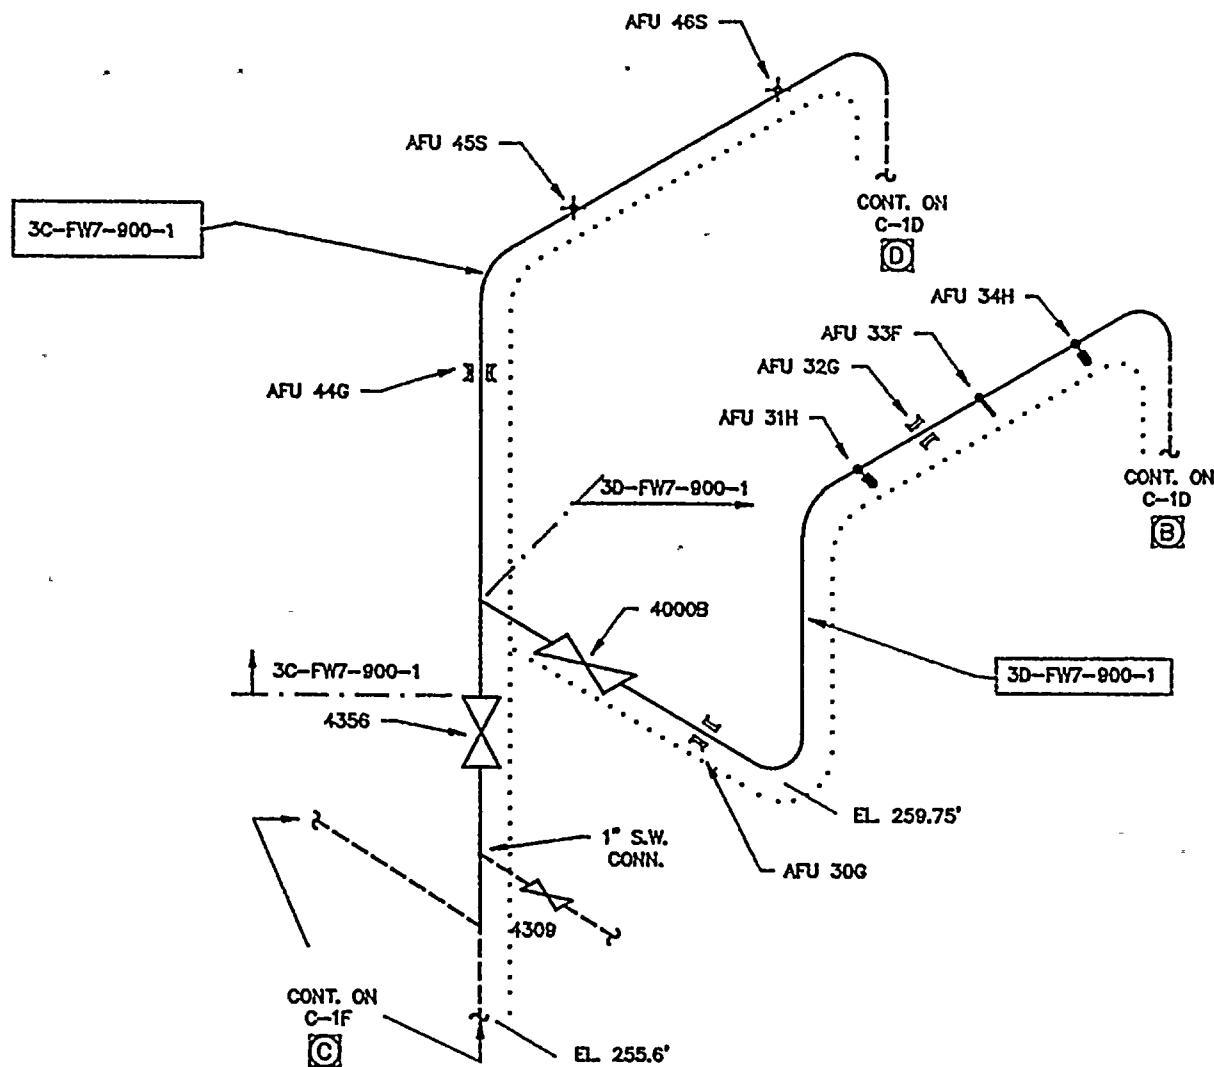 AFU 46S
AFU 45S
3C-FW7-900-1
CONT. ON
C-1D
D
AFU 34H
AFU 33F
AFU 32G
AFU 44G
AFU 31H
3D-FW7-900-1
CONT. ON
C-1D
B
4000B
3C-FW7-900-1
3D-FW7-900-1
4356
EL. 259.75'
1" S.W.
CONN.
AFU 30G
4309
CONT. ON
C-1F
C
EL. 255.6'